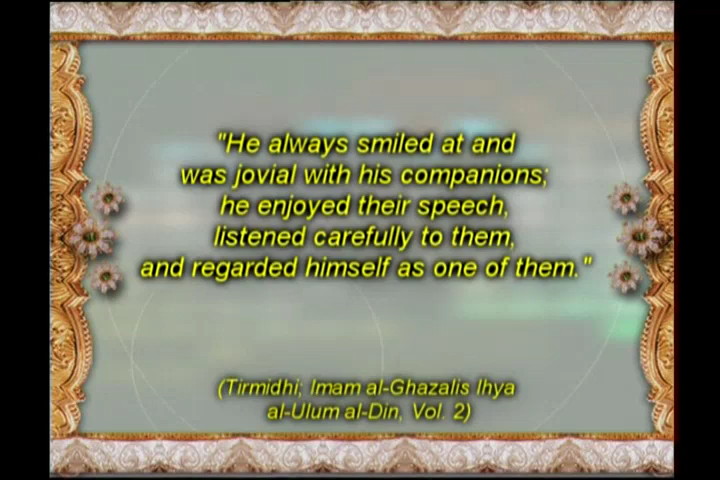 "He always smiled at and
was jovial with his companions;
he enjoyed their speech,
listened carefully to them,
and regarded himself as one of them."
(Tirmidhi; Imam al-Ghazalis Ihya
al-Ulum al-Din, Vol. 2)